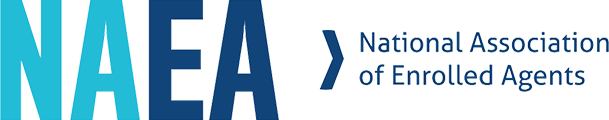 NAEA
National Association
of Enrolled Agents